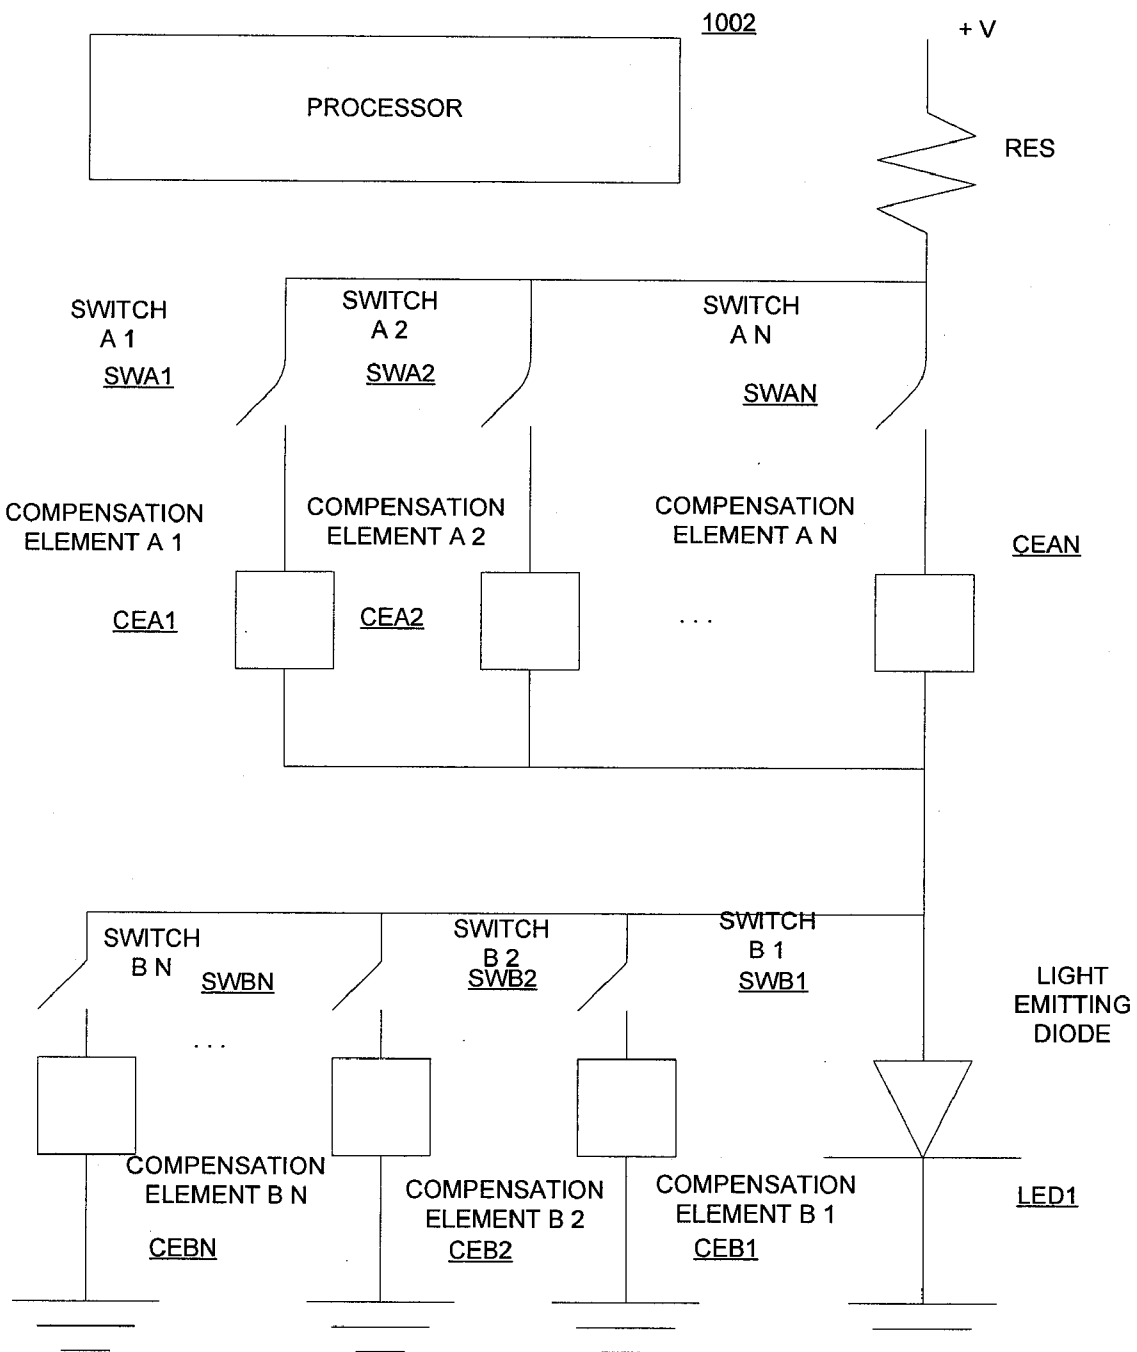 1002
+ V
PROCESSOR
RES
SWITCH
A 1
SWA1
SWITCH
A 2
SWA2
SWITCH
A N
SWAN
COMPENSATION
ELEMENT A 1
CEA1
COMPENSATION
ELEMENT A 2
CEA2
COMPENSATION
ELEMENT A N
CEAN
. . .
SWITCH
B N
SWBN
SWITCH
B 2
SWB2
SWITCH
B 1
SWB1
LIGHT
EMITTING
DIODE
. . .
COMPENSATION
ELEMENT B N
CEBN
COMPENSATION
ELEMENT B 2
CEB2
COMPENSATION
ELEMENT B 1
CEB1
LED1